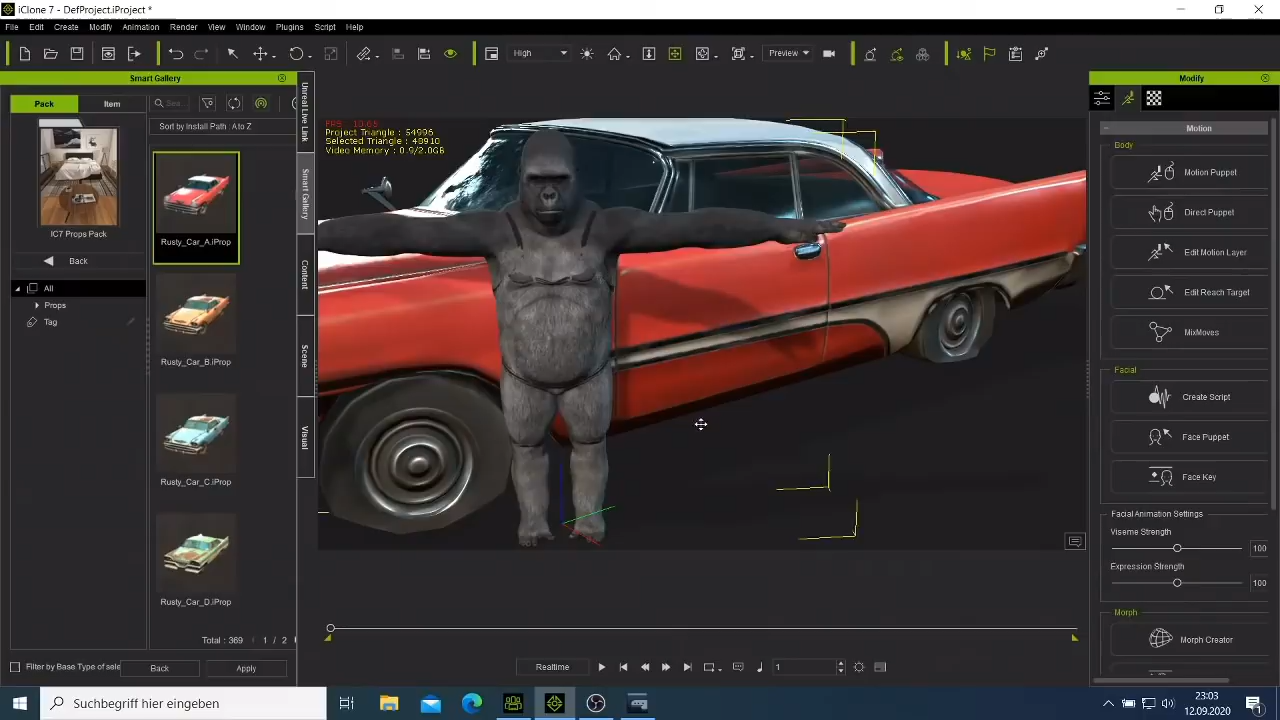 iClone 7 - DefProject.iProject *
File Edit Create Modify Animation Render View Window Plugins Script Help
High
Preview
Smart Gallery
Modify
Pack Item Sea
Sort by Install Path : A to Z
IC7 Props Pack
Back
All
Props
Tag
Rusty_Car_A.iProp
Rusty_Car_B.iProp
Rusty_Car_C.iProp
Rusty_Car_D.iProp
Total : 369 1 / 2
Filter by Base Type of sele
Back
Apply
Unreal Live Link
Smart Gallery
Content
Scene
Visual
FPS : 10.65
Project Triangle : 54996
Selected Triangle : 48910
Video Memory : 0.9/2.0GB
Realtime
1
Motion
Body
Motion Puppet
Direct Puppet
Edit Motion Layer
Edit Reach Target
MixMoves
Facial
Create Script
Face Puppet
Face Key
Facial Animation Settings
Viseme Strength
100
Expression Strength
100
Morph
Morph Creator
Suchbegriff hier eingeben
23:03
12.09.2020
1